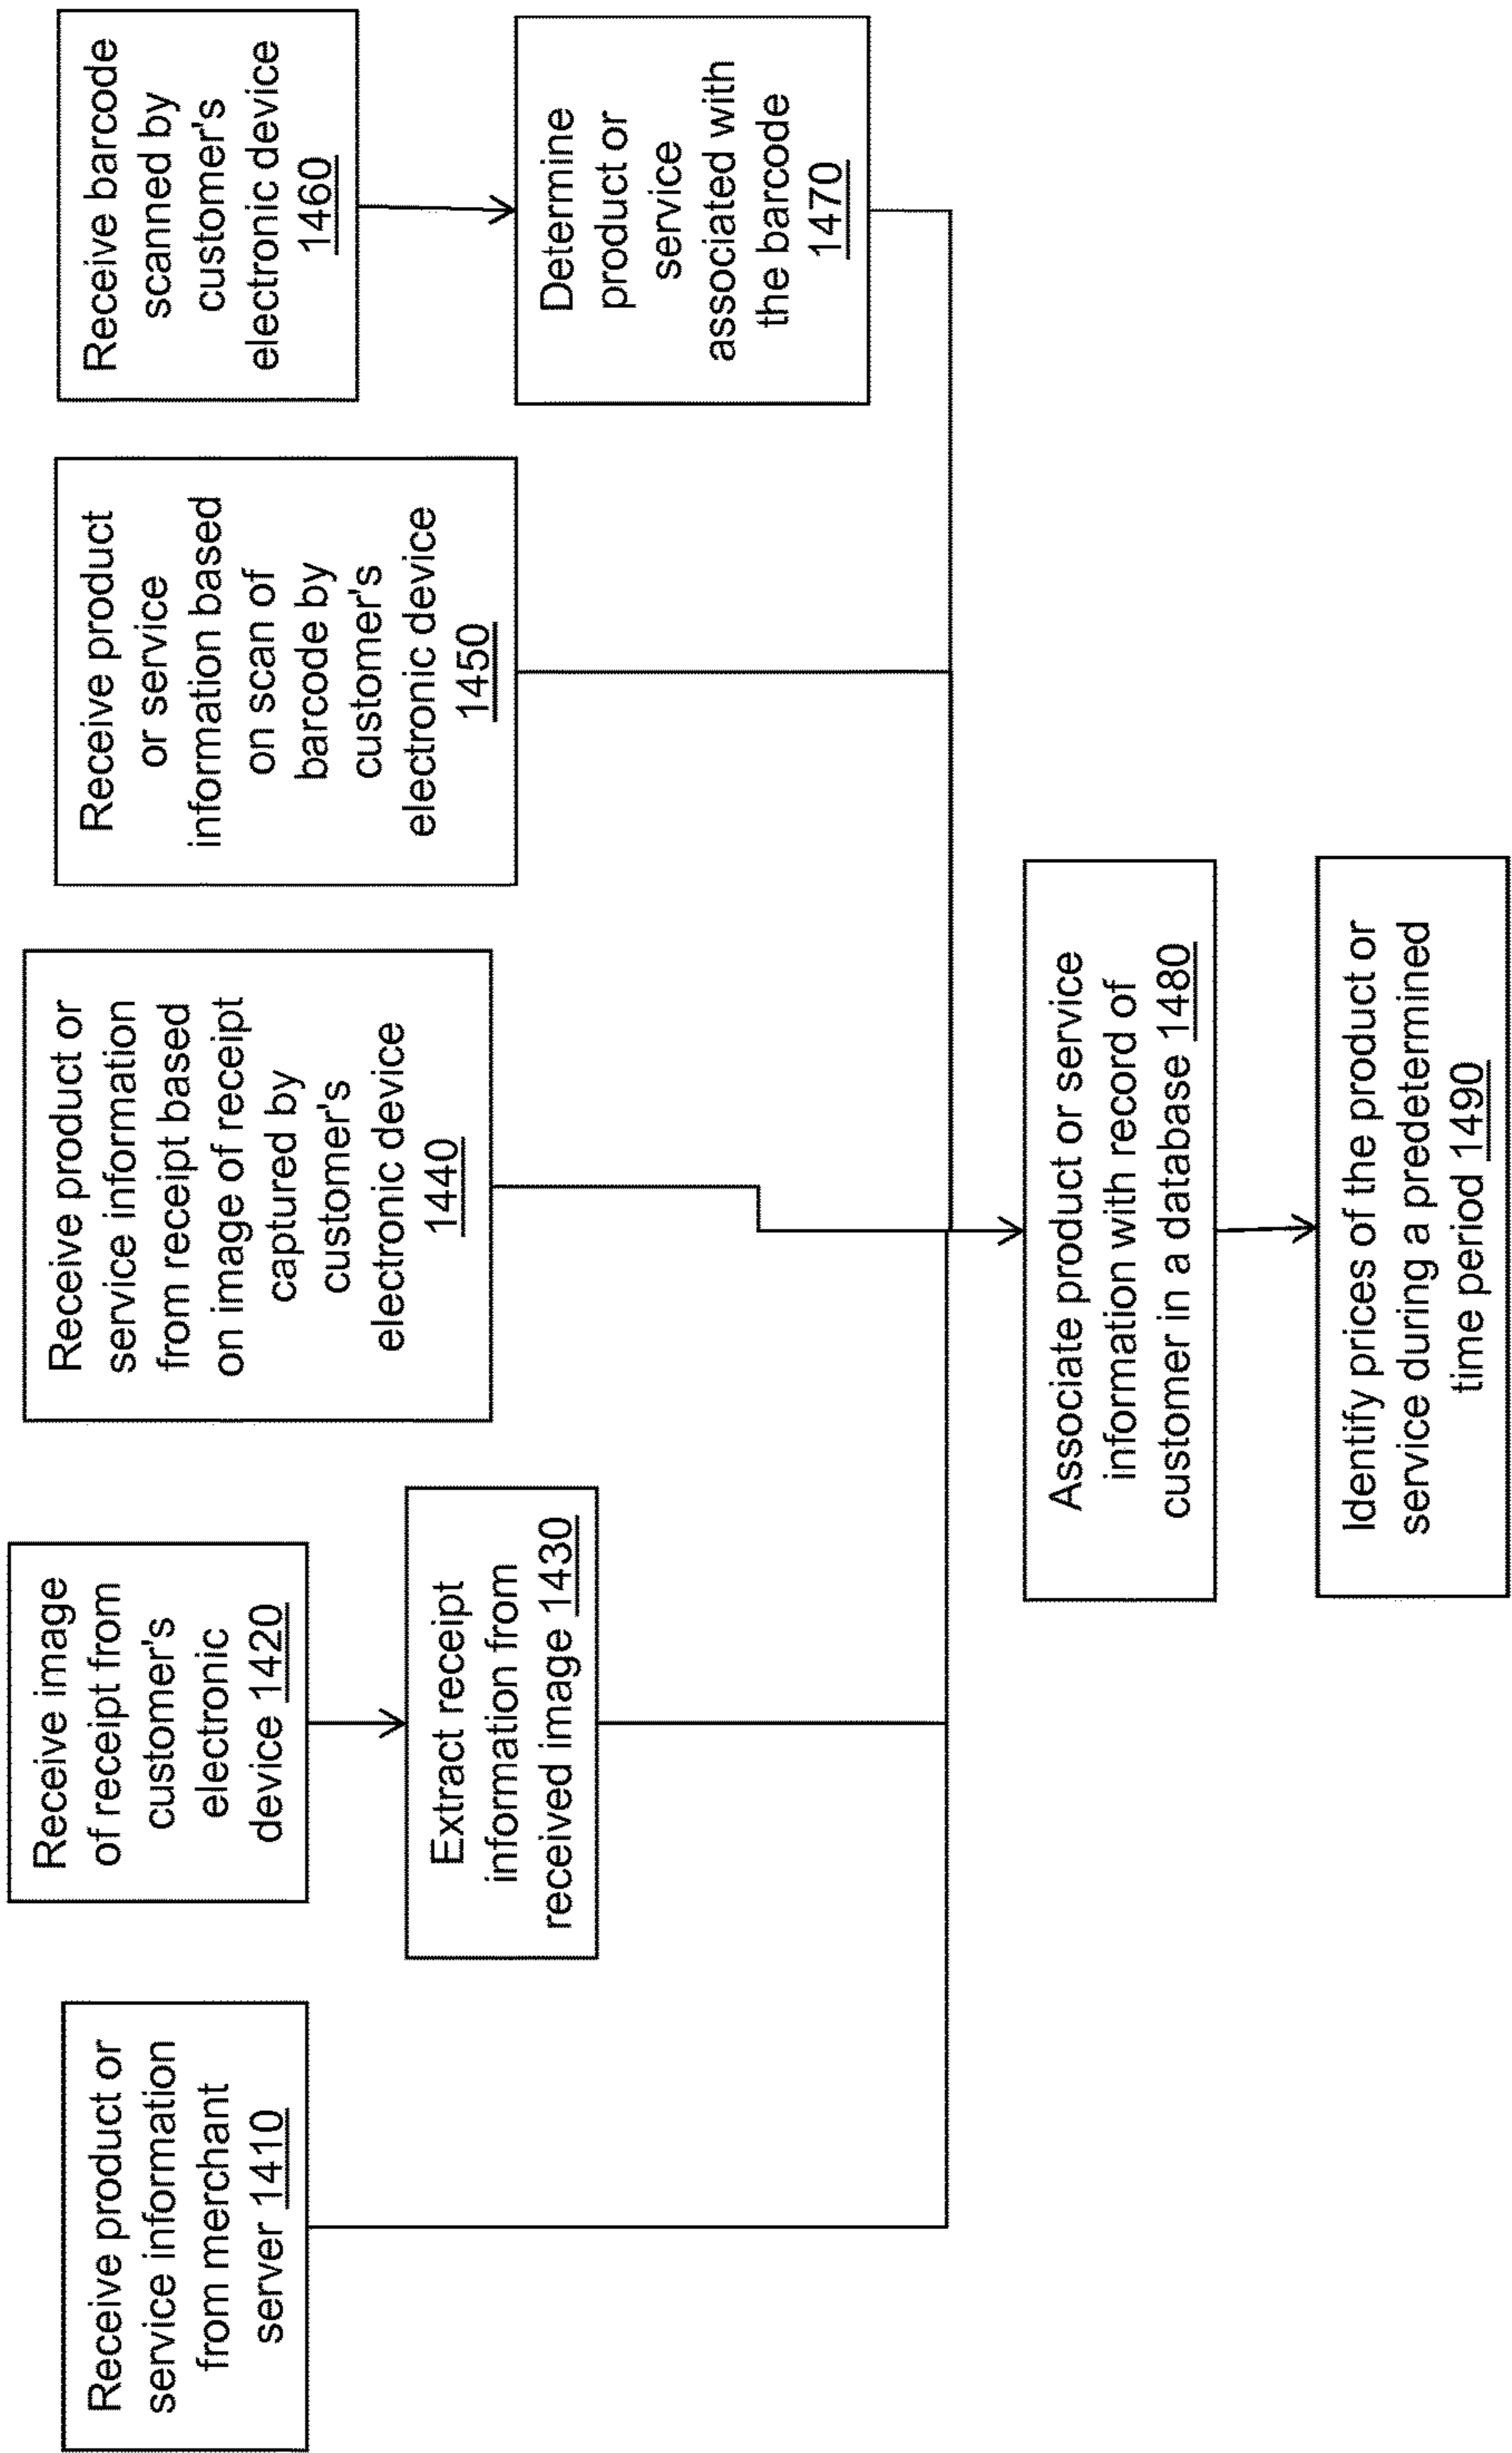 Receive product or
service information
from merchant
server 1410
Receive image
of receipt from
customer's
electronic
device 1420
Extract receipt
information from
received image 1430
Receive product or
service information
from receipt based
on image of receipt
captured by
customer's
electronic device
1440
Receive product
or service
information based
on scan of
barcode by
customer's
electronic device
1450
Receive barcode
scanned by
customer's
electronic device
1460
Determine
product or
service
associated with
the barcode
1470
Associate product or service
information with record of
customer in a database 1480
Identify prices of the product or
service during a predetermined
time period 1490